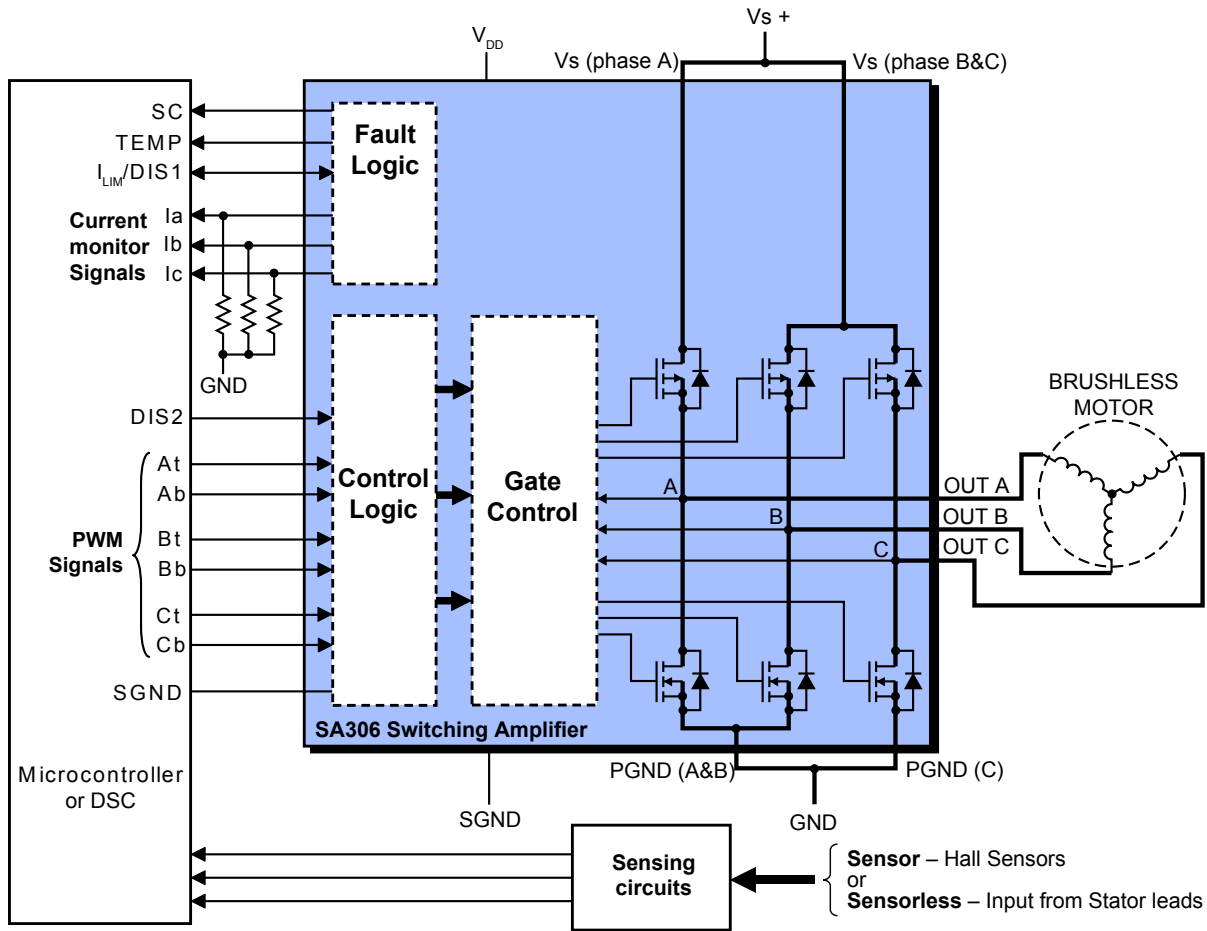 Vs +
V_DD
Vs (phase A)
Vs (phase B&C)
SC
TEMP
I_LIM/DIS1
Current
monitor
Signals
Ia
Ib
Ic
GND
Fault
Logic
DIS2
At
Ab
Bt
Bb
Ct
Cb
PWM
Signals
SGND
Control
Logic
Gate
Control
A
B
C
OUT A
OUT B
OUT C
BRUSHLESS
MOTOR
SA306 Switching Amplifier
PGND (A&B)
PGND (C)
SGND
GND
Microcontroller
or DSC
Sensing
circuits
Sensor – Hall Sensors
or
Sensorless – Input from Stator leads